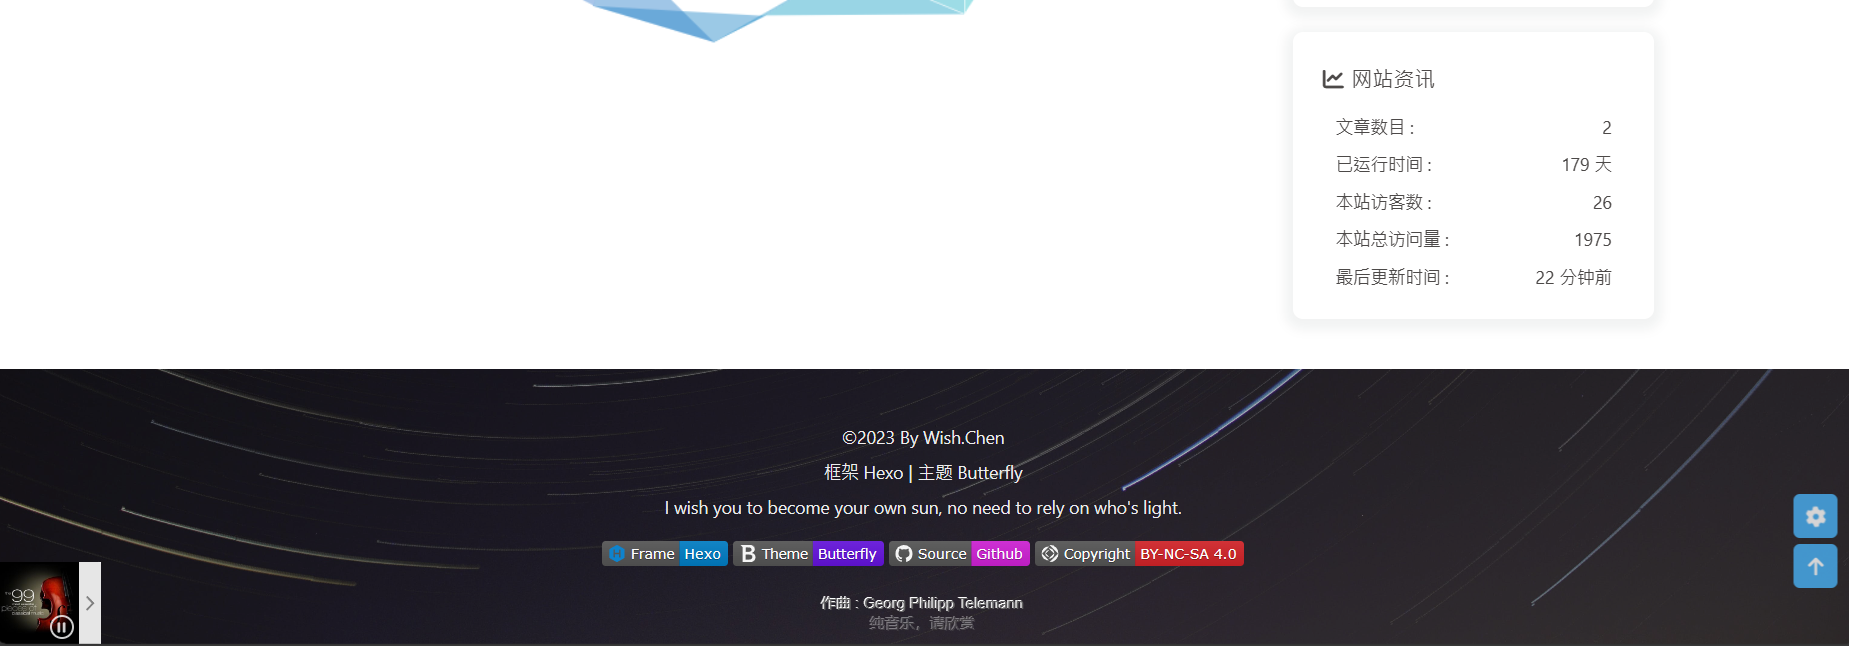 网站资讯
文章数目 : 2
已运行时间 : 179 天
本站访客数 : 26
本站总访问量 : 1975
最后更新时间 : 22 分钟前
©2023 By Wish.Chen
框架 Hexo | 主题 Butterfly
I wish you to become your own sun, no need to rely on who's light.
Frame Hexo Theme Butterfly Source Github Copyright BY-NC-SA 4.0
99
pieces of
作曲 : Georg Philipp Telemann
纯音乐，请欣赏